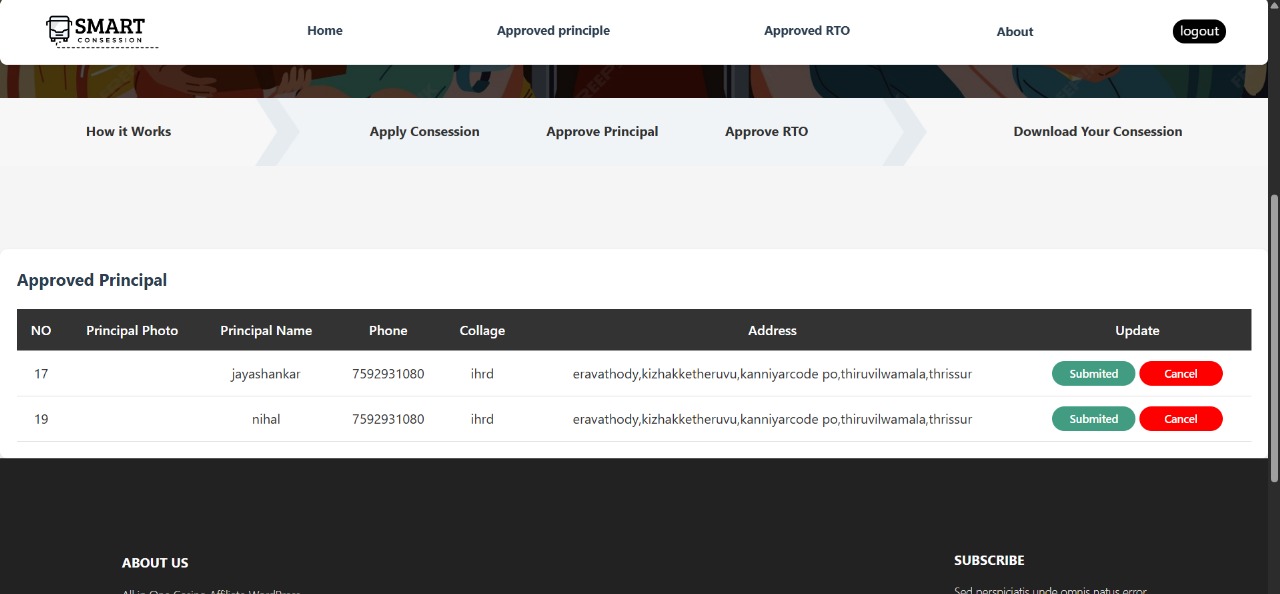 SMART
CONSESSION
Home Approved principle Approved RTO About logout
How it Works Apply Consession Approve Principal Approve RTO Download Your Consession
Approved Principal
NO Principal Photo Principal Name Phone Collage Address Update
17 jayashankar 7592931080 ihrd eravathody,kizhakketheruvu,kanniyarcode po,thiruvilwamala,thrissur Submited Cancel
19 nihal 7592931080 ihrd eravathody,kizhakketheruvu,kanniyarcode po,thiruvilwamala,thrissur Submited Cancel
ABOUT US SUBSCRIBE
All in One Casino Affiliate WordPress Sed perspiciatis unde omnis natus error